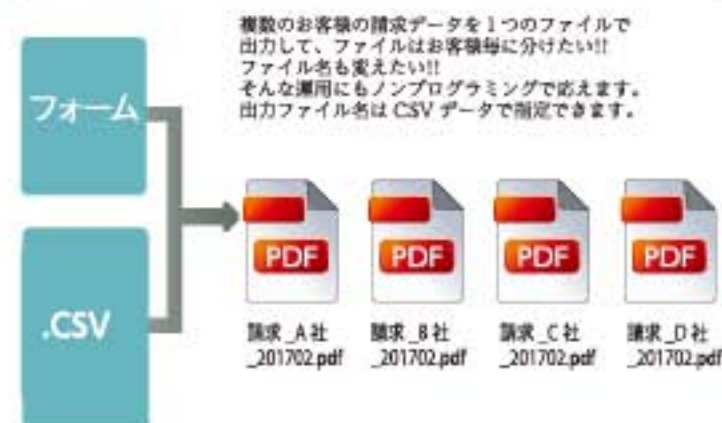 複数のお客様の請求データを1つのファイルで
出力して、ファイルはお客様毎に分けたい!!
ファイル名も変えたい!!
そんな運用にもノンプログラミングで応えます。
出力ファイル名は CSV データで指定できます。
フォーム
.CSV
PDF
PDF
PDF
PDF
請求_A社
_201702.pdf
請求_B社
_201702.pdf
請求_C社
_201702.pdf
請求_D社
_201702.pdf